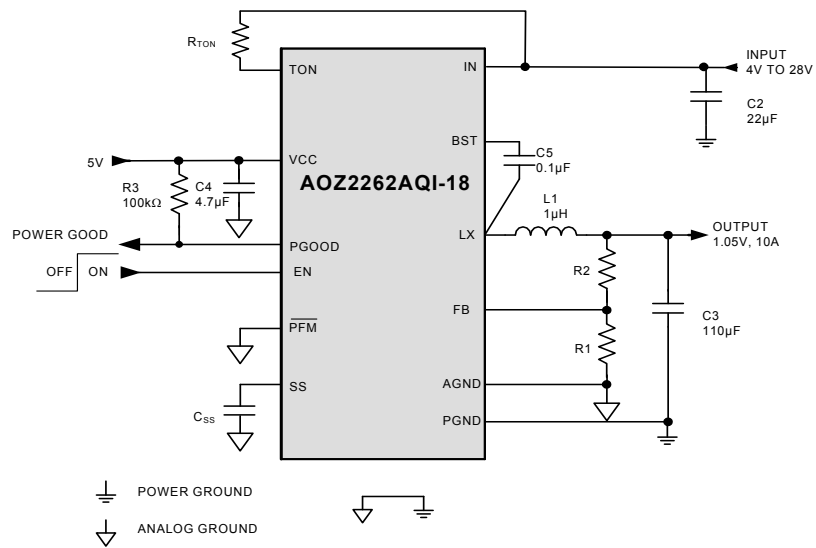 R_TON
TON
IN
INPUT
4V TO 28V
C2
22µF
BST
C5
0.1µF
5V
VCC
R3
100kΩ
C4
4.7µF
AOZ2262AQI-18
L1
1µH
LX
OUTPUT
1.05V, 10A
POWER GOOD
PGOOD
OFF
ON
EN
R2
FB
C3
110µF
PFM
R1
SS
AGND
C_SS
PGND
POWER GROUND
ANALOG GROUND